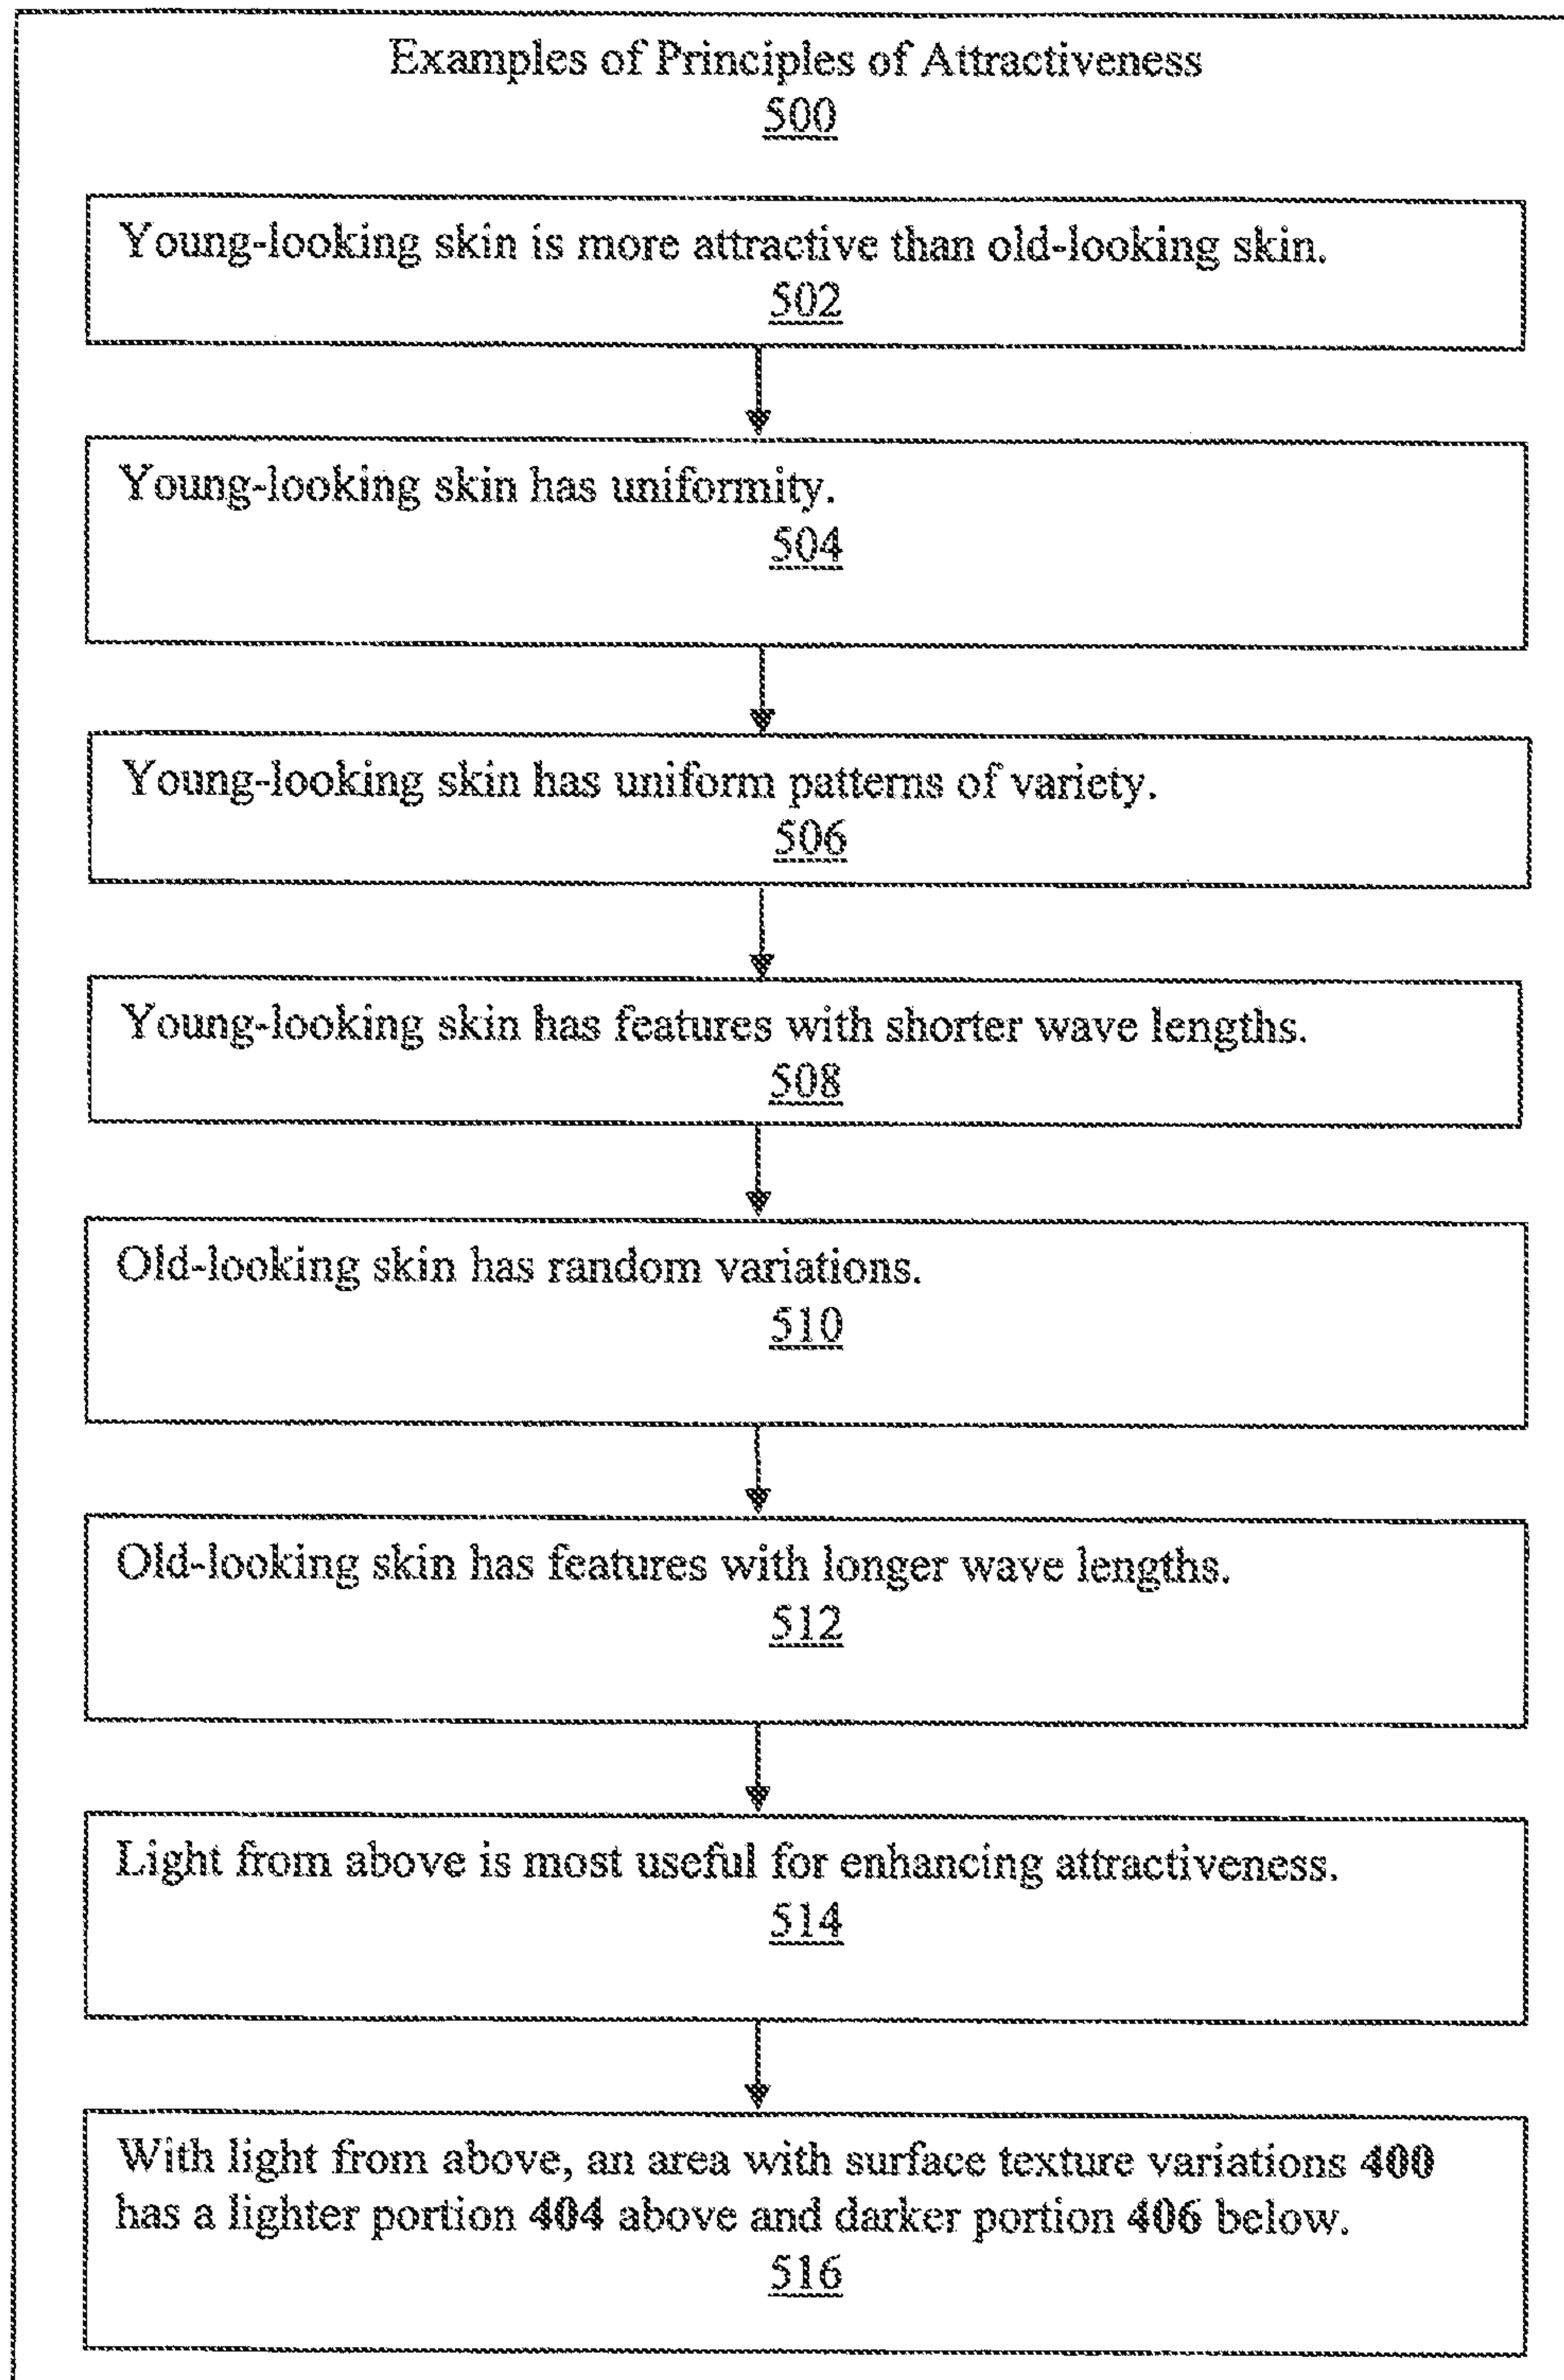 Examples of Principles of Attractiveness
500
Young-looking skin is more attractive than old-looking skin.
502
Young-looking skin has uniformity.
504
Young-looking skin has uniform patterns of variety.
506
Young-looking skin has features with shorter wave lengths.
508
Old-looking skin has random variations.
510
Old-looking skin has features with longer wave lengths.
512
Light from above is most useful for enhancing attractiveness.
514
With light from above, an area with surface texture variations 400
has a lighter portion 404 above and darker portion 406 below.
516